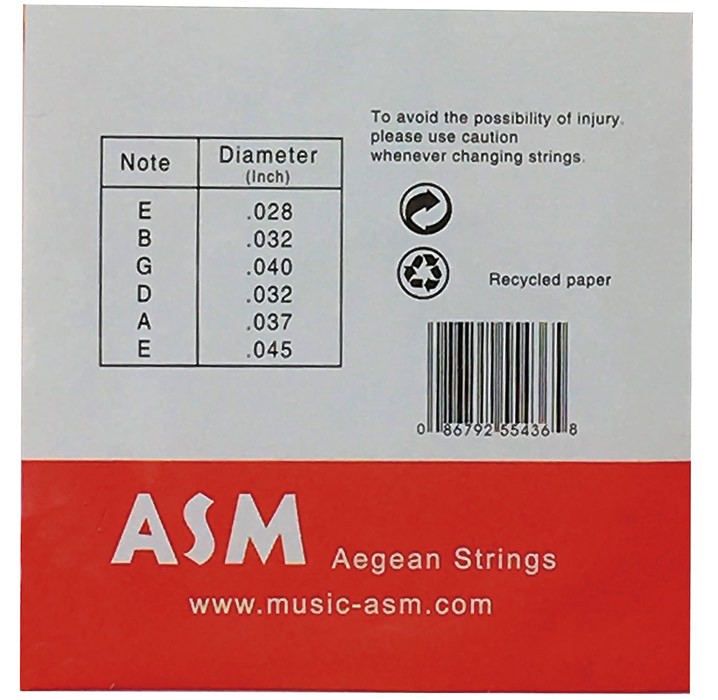 To avoid the possibility of injury.
please use caution
whenever changing strings.
Note Diameter
(Inch)
E .028
B .032
G .040
D .032
A .037
E .045
Recycled paper
0 86792 55436 8
ASM Aegean Strings
www.music-asm.com